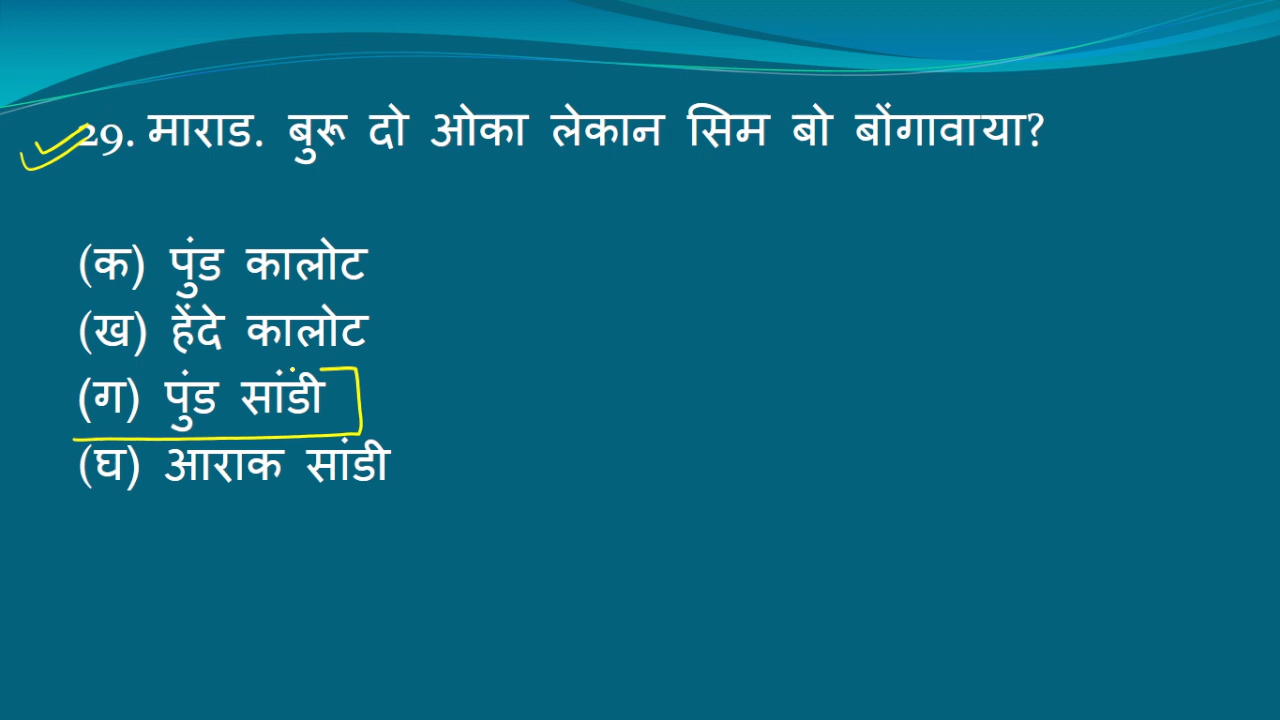 29. माराड. बुरू दो ओका लेकान सिम बो बोंगावाया?
(क) पुंड कालोट
(ख) हेंदे कालोट
(ग) पुंड सांडी
(घ) आराक सांडी